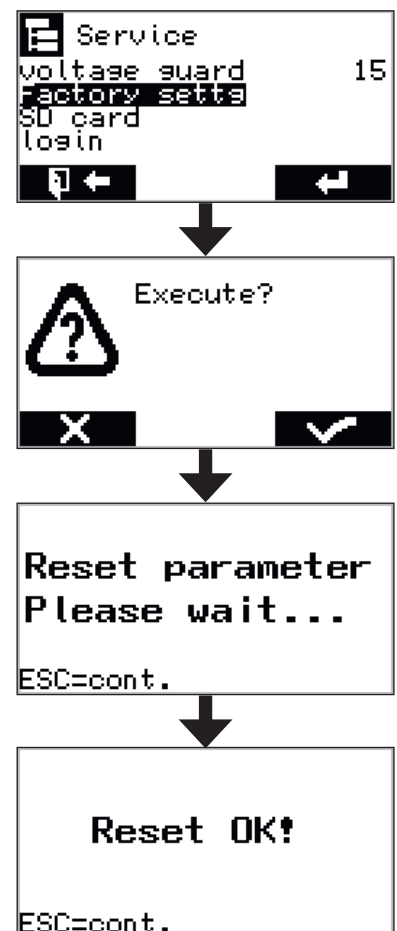 Service
voltage guard 15
Factory settg
SD card
login
Execute?
Reset parameter
Please wait...
ESC=cont.
Reset OK!
ESC=cont.